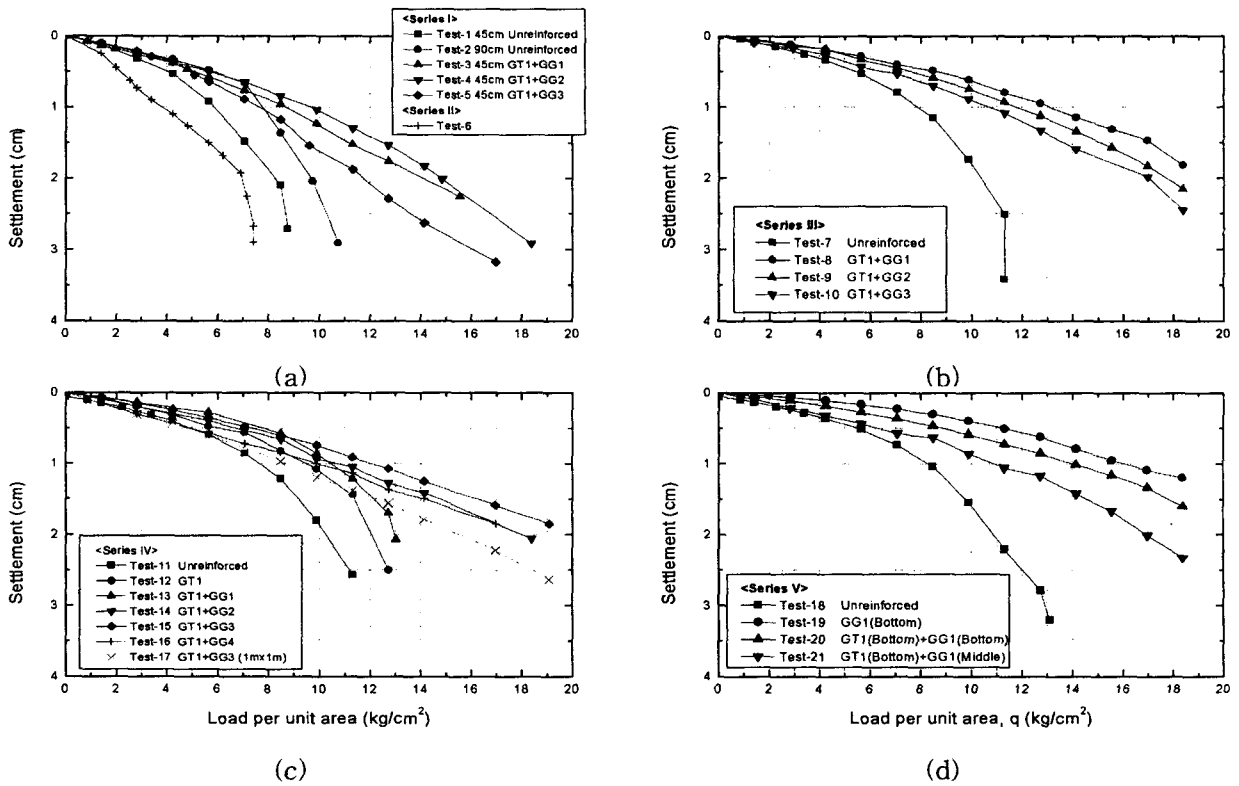 <Series I>
Test-1 45cm Unreinforced
Test-2 90cm Unreinforced
Test-3 45cm GT1+GG1
Test-4 45cm GT1+GG2
Test-5 45cm GT1+GG3
<Series II>
Test-6
0
1
2
3
4
Settlement (cm)
0 2 4 6 8 10 12 14 16 18 20
(a)
<Series III>
Test-7 Unreinforced
Test-8 GT1+GG1
Test-9 GT1+GG2
Test-10 GT1+GG3
0
1
2
3
4
Settlement (cm)
0 2 4 6 8 10 12 14 16 18 20
(b)
<Series IV>
Test-11 Unreinforced
Test-12 GT1
Test-13 GT1+GG1
Test-14 GT1+GG2
Test-15 GT1+GG3
Test-16 GT1+GG4
Test-17 GT1+GG3 (1mx1m)
0
1
2
3
4
Settlement (cm)
0 2 4 6 8 10 12 14 16 18 20
Load per unit area (kg/cm²)
(c)
<Series V>
Test-18 Unreinforced
Test-19 GG1(Bottom)
Test-20 GT1(Bottom)+GG1(Bottom)
Test-21 GT1(Bottom)+GG1(Middle)
0
1
2
3
4
Settlement (cm)
0 2 4 6 8 10 12 14 16 18 20
Load per unit area, q (kg/cm²)
(d)